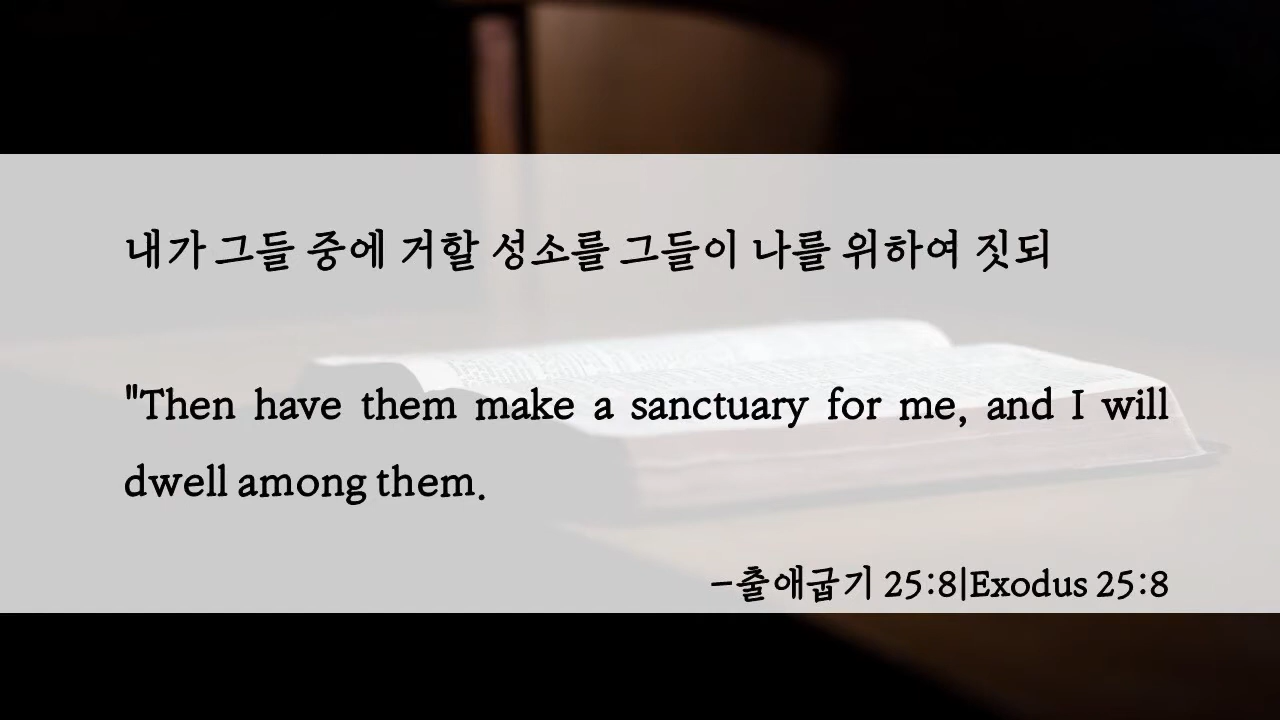 내가 그들 중에 거할 성소를 그들이 나를 위하여 짓되
"Then have them make a sanctuary for me, and I will
dwell among them.
-출애굽기 25:8|Exodus 25:8